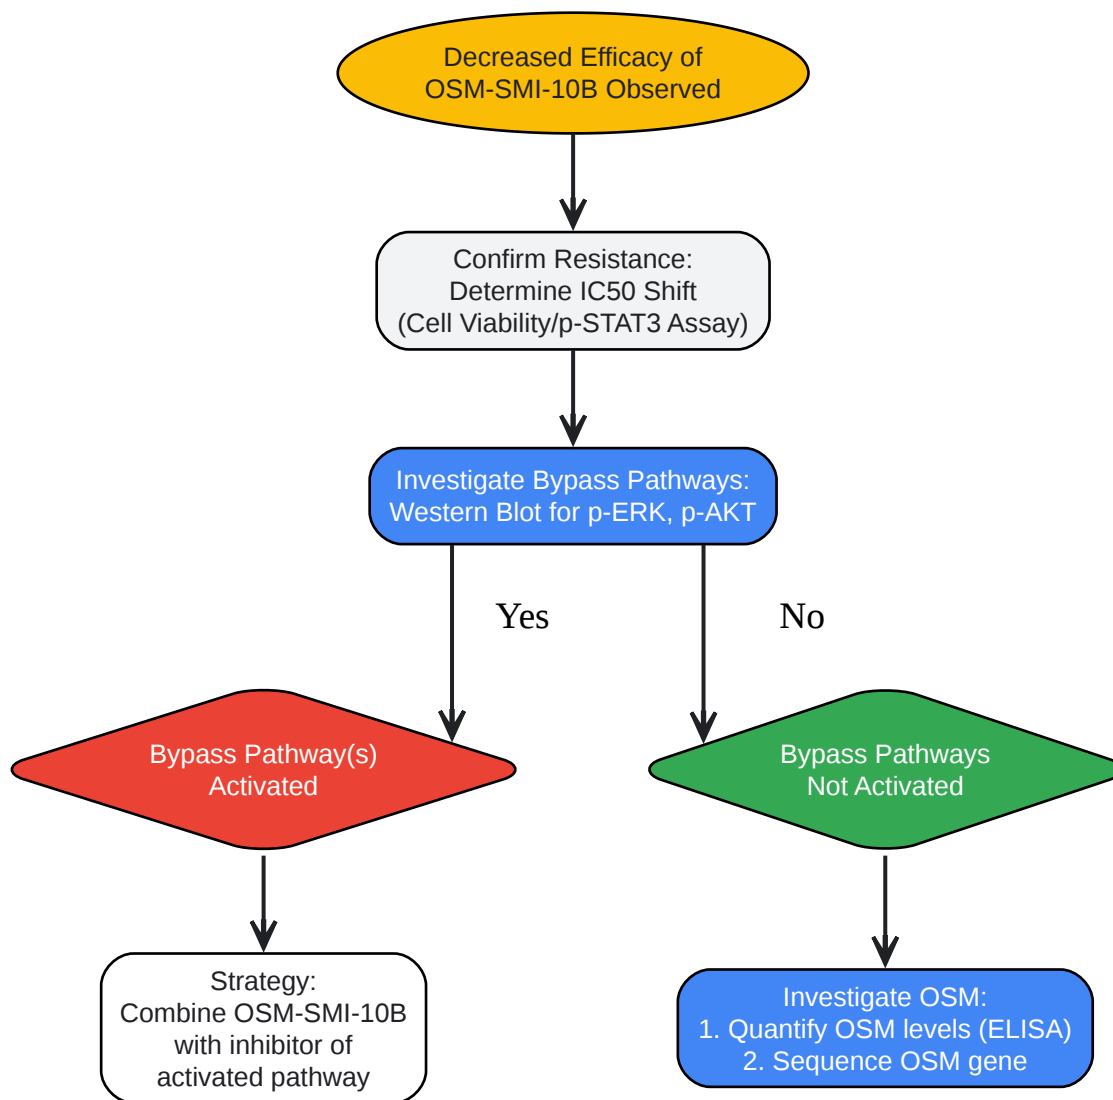 Decreased Efficacy of
OSM-SMI-10B Observed
Confirm Resistance:
Determine IC50 Shift
(Cell Viability/p-STAT3 Assay)
Investigate Bypass Pathways:
Western Blot for p-ERK, p-AKT
Yes
No
Bypass Pathway(s)
Activated
Bypass Pathways
Not Activated
Strategy:
Combine OSM-SMI-10B
with inhibitor of
activated pathway
Investigate OSM:
1. Quantify OSM levels (ELISA)
2. Sequence OSM gene